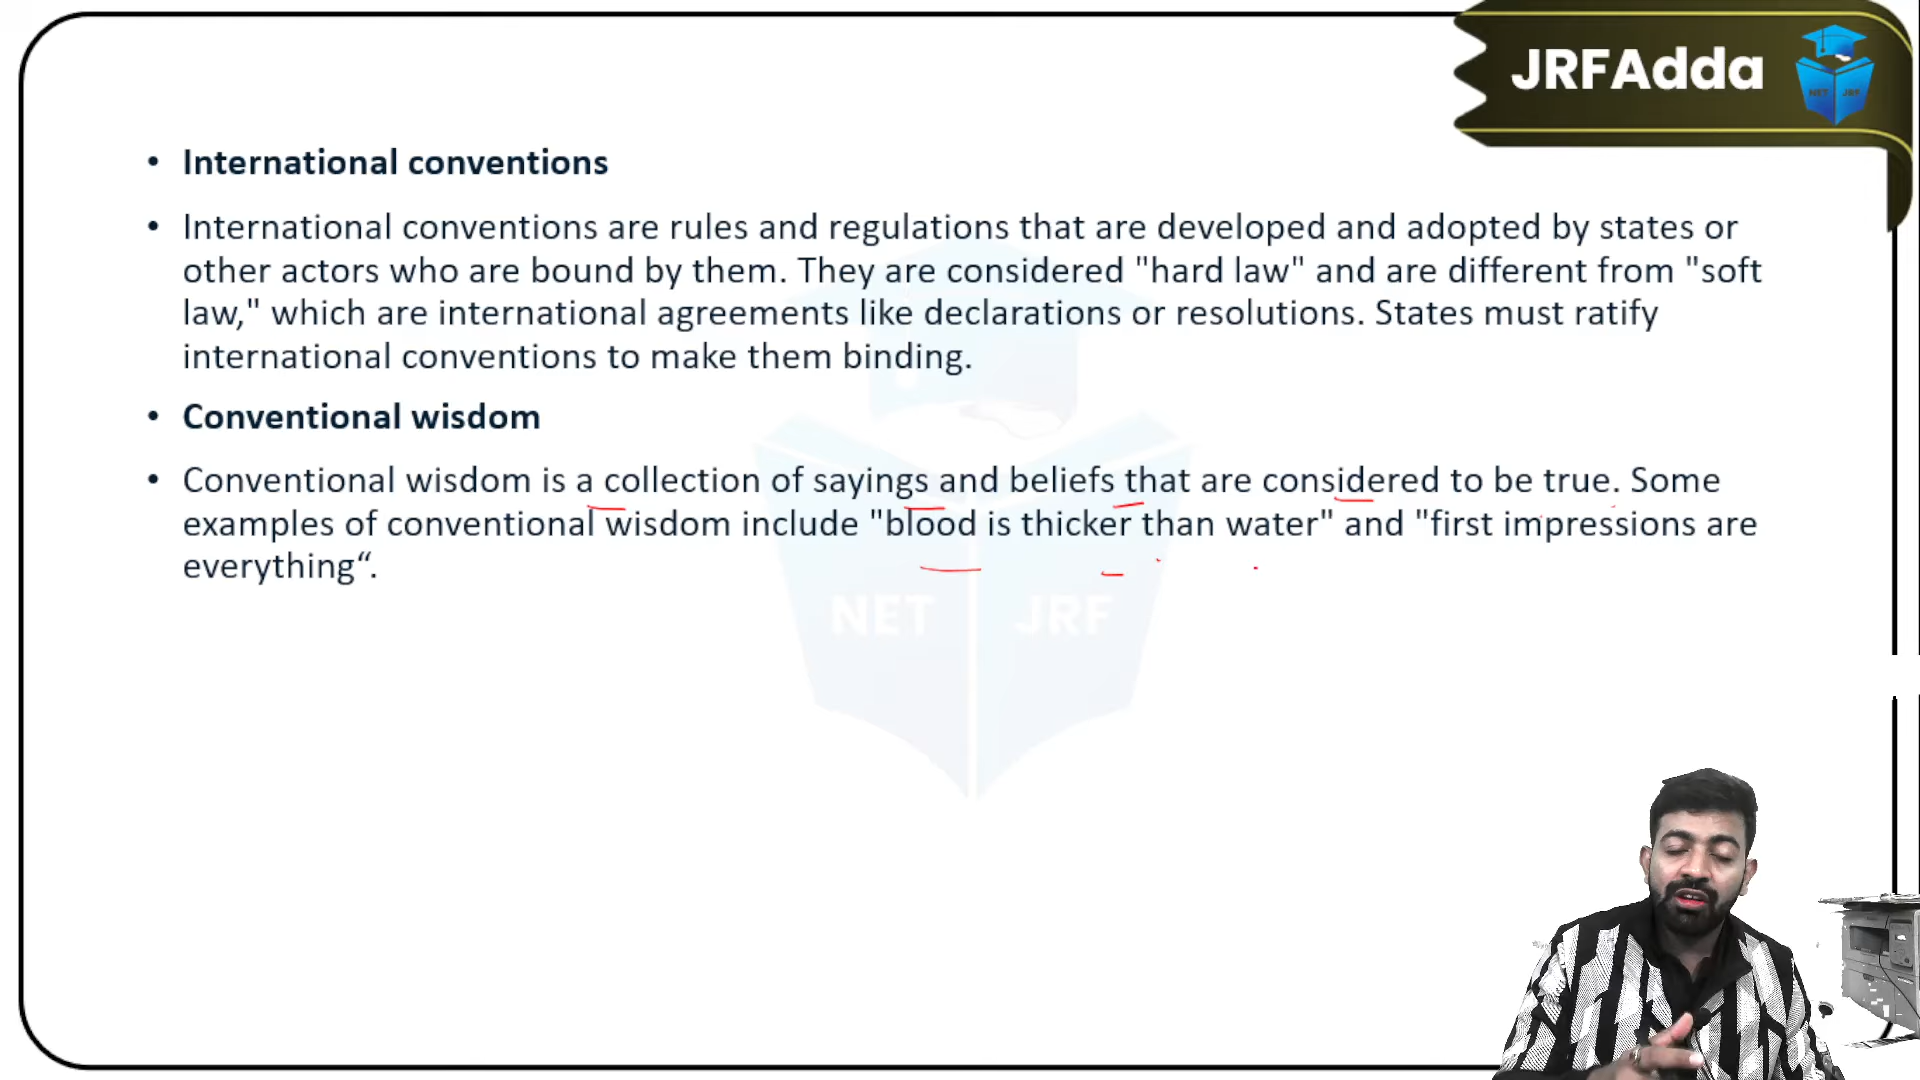 JRFAdda
NET JRF
• International conventions
• International conventions are rules and regulations that are developed and adopted by states or
other actors who are bound by them. They are considered "hard law" and are different from "soft
law," which are international agreements like declarations or resolutions. States must ratify
international conventions to make them binding.
• Conventional wisdom
• Conventional wisdom is a collection of sayings and beliefs that are considered to be true. Some
examples of conventional wisdom include "blood is thicker than water" and "first impressions are
everything“.
NET JRF